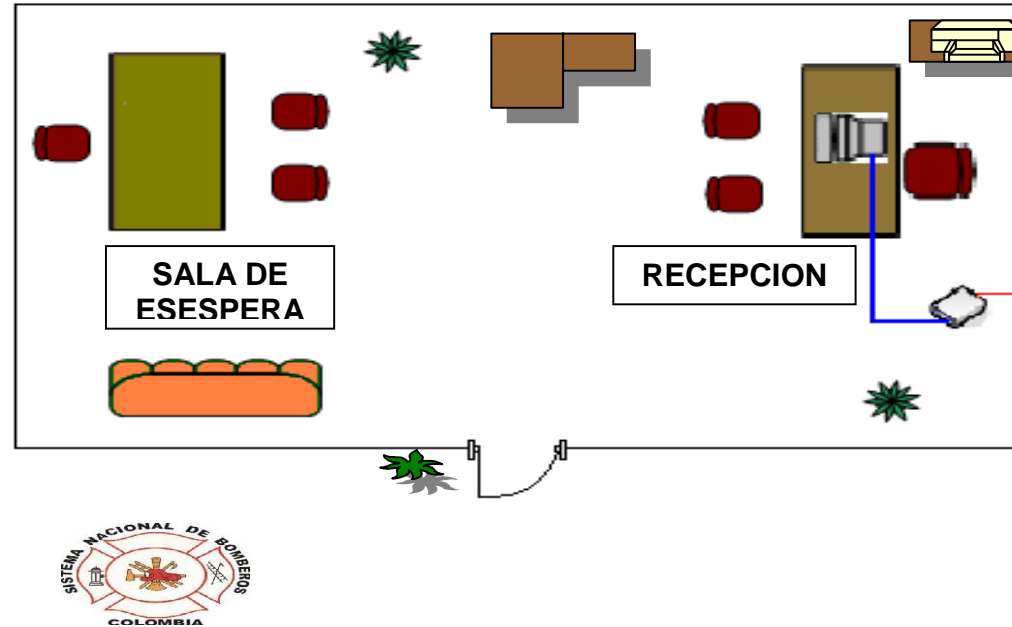 SALA DE
ESESPERA
RECEPCION
SISTEMA NACIONAL DE BOMBEROS
COLOMBIA